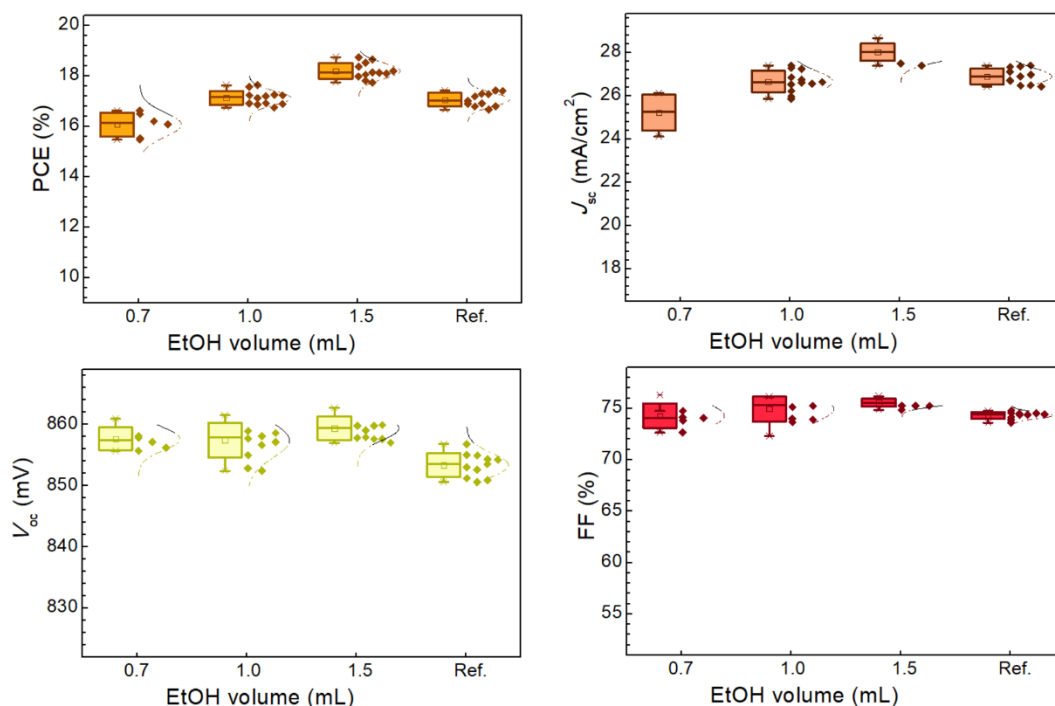 20
18
16
14
12
10
PCE (%)
0.7 1.0 1.5 Ref.
EtOH volume (mL)
28
26
24
22
20
18
Jsc (mA/cm²)
0.7 1.0 1.5 Ref.
EtOH volume (mL)
860
850
840
830
Voc (mV)
0.7 1.0 1.5 Ref.
EtOH volume (mL)
75
70
65
60
55
FF (%)
0.7 1.0 1.5 Ref.
EtOH volume (mL)